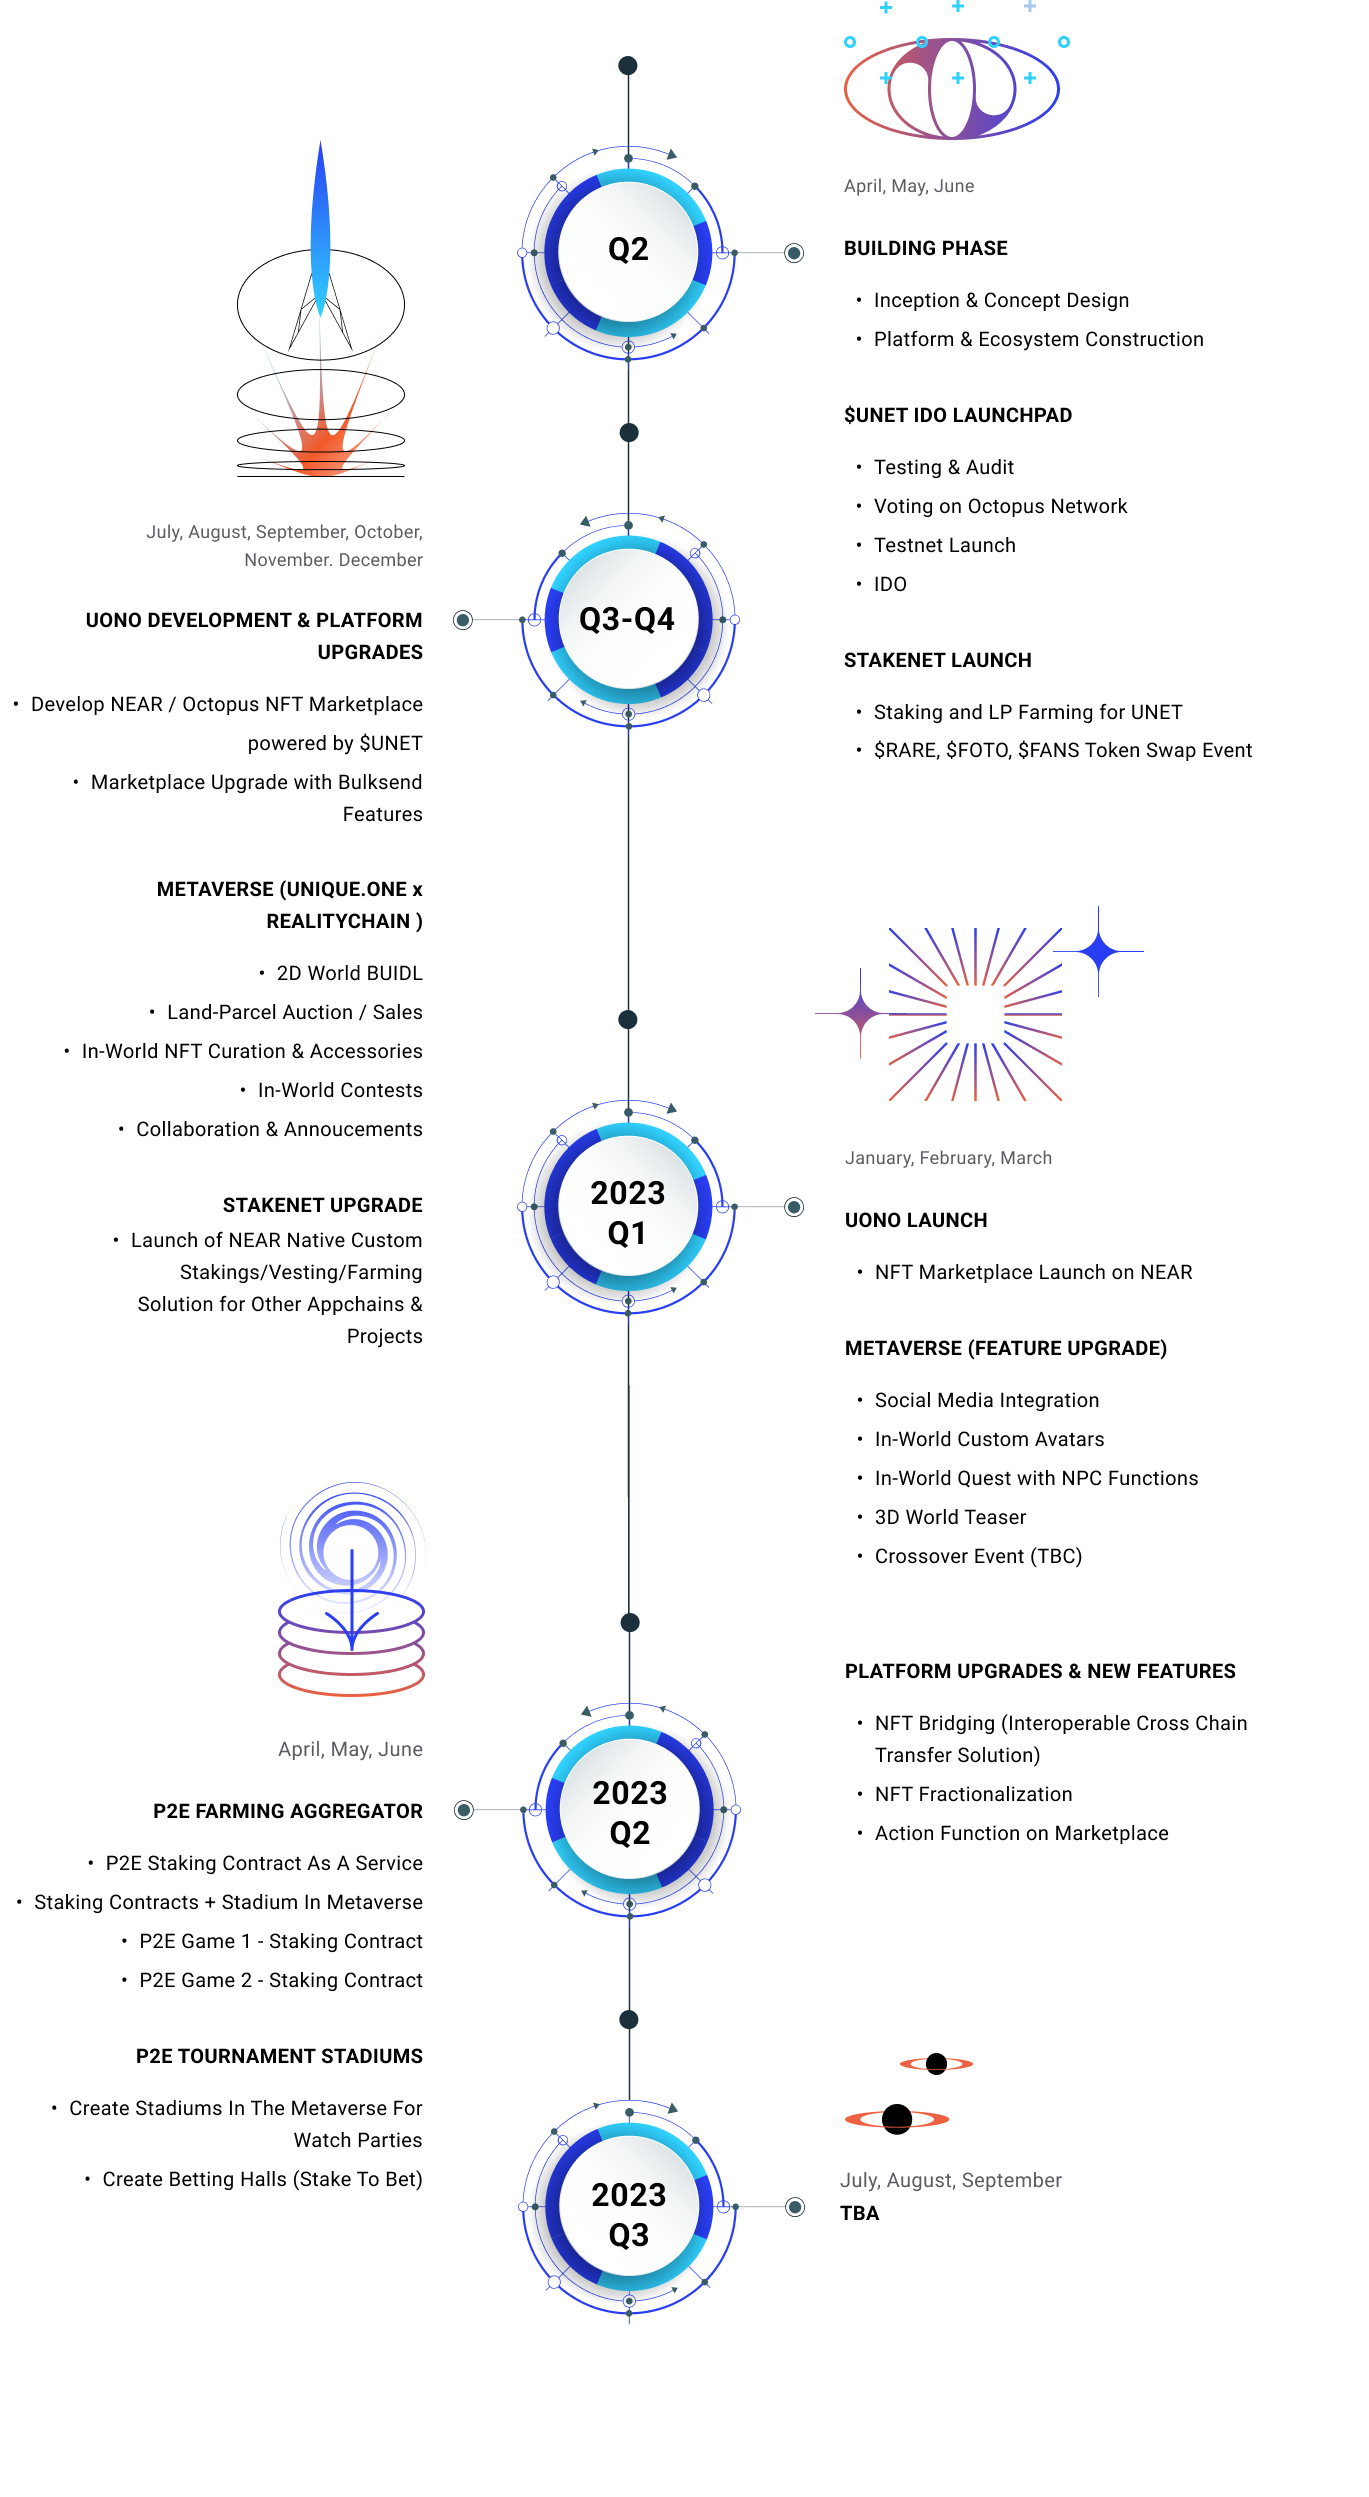 Q2
April, May, June
BUILDING PHASE
• Inception & Concept Design
• Platform & Ecosystem Construction
$UNET IDO LAUNCHPAD
• Testing & Audit
• Voting on Octopus Network
• Testnet Launch
• IDO
STAKENET LAUNCH
• Staking and LP Farming for UNET
• $RARE, $FOTO, $FANS Token Swap Event
Q3-Q4
July, August, September, October,
November. December
UONO DEVELOPMENT & PLATFORM
UPGRADES
• Develop NEAR / Octopus NFT Marketplace
powered by $UNET
• Marketplace Upgrade with Bulksend
Features
METAVERSE (UNIQUE.ONE x
REALITYCHAIN )
• 2D World BUIDL
• Land-Parcel Auction / Sales
• In-World NFT Curation & Accessories
• In-World Contests
• Collaboration & Annoucements
STAKENET UPGRADE
• Launch of NEAR Native Custom
Stakings/Vesting/Farming
Solution for Other Appchains &
Projects
2023
Q1
January, February, March
UONO LAUNCH
• NFT Marketplace Launch on NEAR
METAVERSE (FEATURE UPGRADE)
• Social Media Integration
• In-World Custom Avatars
• In-World Quest with NPC Functions
• 3D World Teaser
• Crossover Event (TBC)
PLATFORM UPGRADES & NEW FEATURES
• NFT Bridging (Interoperable Cross Chain
Transfer Solution)
• NFT Fractionalization
• Action Function on Marketplace
2023
Q2
April, May, June
P2E FARMING AGGREGATOR
• P2E Staking Contract As A Service
• Staking Contracts + Stadium In Metaverse
• P2E Game 1 - Staking Contract
• P2E Game 2 - Staking Contract
P2E TOURNAMENT STADIUMS
• Create Stadiums In The Metaverse For
Watch Parties
• Create Betting Halls (Stake To Bet)
2023
Q3
July, August, September
TBA